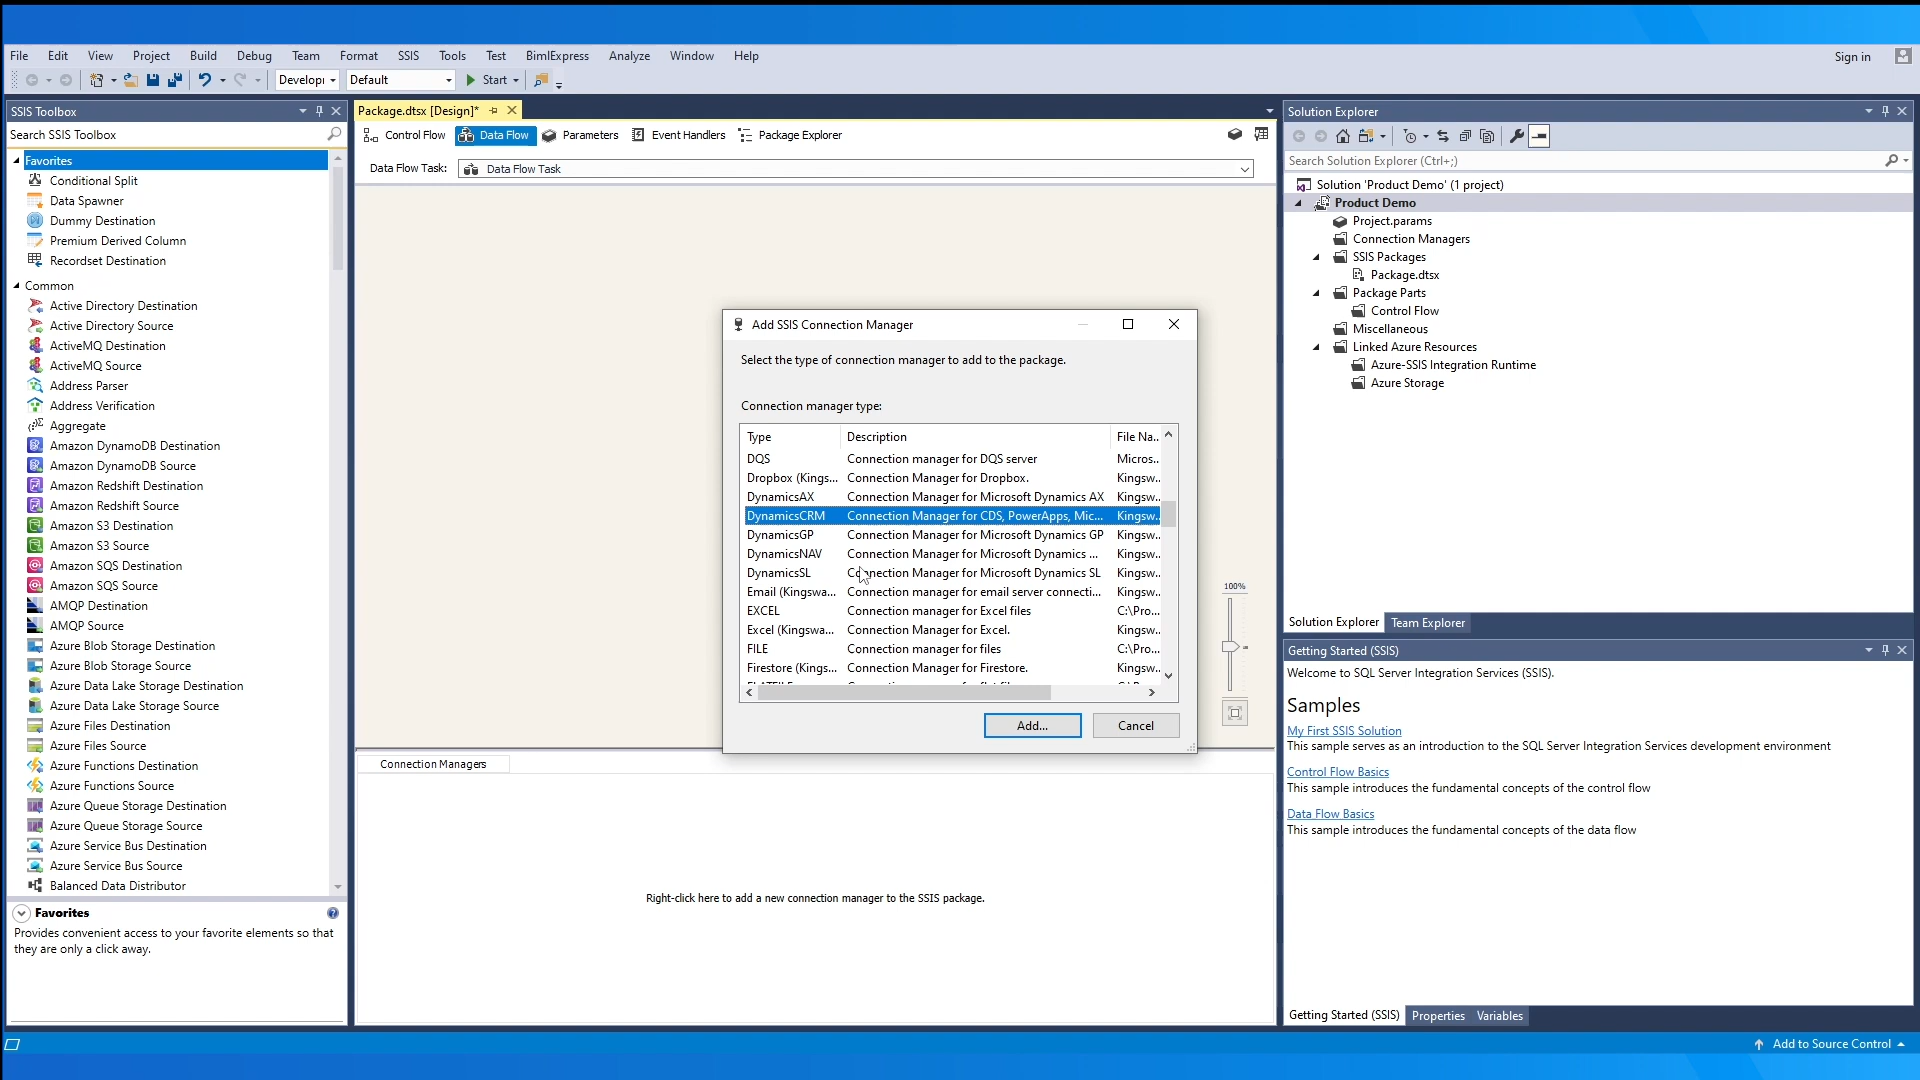 File Edit View Project Build Debug Team Format SSIS Tools Test BimlExpress Analyze Window Help
Sign in
Developı Default Start
SSIS Toolbox
Search SSIS Toolbox
Favorites
Conditional Split
Data Spawner
Dummy Destination
Premium Derived Column
Recordset Destination
Common
Active Directory Destination
Active Directory Source
ActiveMQ Destination
ActiveMQ Source
Address Parser
Address Verification
Aggregate
Amazon DynamoDB Destination
Amazon DynamoDB Source
Amazon Redshift Destination
Amazon Redshift Source
Amazon S3 Destination
Amazon S3 Source
Amazon SQS Destination
Amazon SQS Source
AMQP Destination
AMQP Source
Azure Blob Storage Destination
Azure Blob Storage Source
Azure Data Lake Storage Destination
Azure Data Lake Storage Source
Azure Files Destination
Azure Files Source
Azure Functions Destination
Azure Functions Source
Azure Queue Storage Destination
Azure Queue Storage Source
Azure Service Bus Destination
Azure Service Bus Source
Balanced Data Distributor
Favorites
Provides convenient access to your favorite elements so that
they are only a click away.
Package.dtsx [Design]*
Control Flow Data Flow Parameters Event Handlers Package Explorer
Data Flow Task: Data Flow Task
Add SSIS Connection Manager
Select the type of connection manager to add to the package.
Connection manager type:
Type Description File Na..
DQS Connection manager for DQS server Micros..
Dropbox (Kings... Connection manager for Dropbox. Kingsw..
DynamicsAX Connection Manager for Microsoft Dynamics AX Kingsw..
DynamicsCRM Connection Manager for CDS, PowerApps, Mic... Kingsw..
DynamicsGP Connection Manager for Microsoft Dynamics GP Kingsw..
DynamicsNAV Connection Manager for Microsoft Dynamics ... Kingsw..
DynamicsSL Connection Manager for Microsoft Dynamics SL Kingsw..
Email (Kingswa... Connection manager for email server connecti... Kingsw..
EXCEL Connection manager for Excel files C:\Pro...
Excel (Kingswa... Connection Manager for Excel. Kingsw..
FILE Connection manager for files C:\Pro...
Firestore (Kings... Connection Manager for Firestore. Kingsw..
Add... Cancel
100%
Connection Managers
Right-click here to add a new connection manager to the SSIS package.
Solution Explorer
Search Solution Explorer (Ctrl+;)
Solution 'Product Demo' (1 project)
Product Demo
Project.params
Connection Managers
SSIS Packages
Package.dtsx
Package Parts
Control Flow
Miscellaneous
Linked Azure Resources
Azure-SSIS Integration Runtime
Azure Storage
Solution Explorer Team Explorer
Getting Started (SSIS)
Welcome to SQL Server Integration Services (SSIS).
Samples
My First SSIS Solution
This sample serves as an introduction to the SQL Server Integration Services development environment
Control Flow Basics
This sample introduces the fundamental concepts of the control flow
Data Flow Basics
This sample introduces the fundamental concepts of the data flow
Getting Started (SSIS) Properties Variables
Add to Source Control